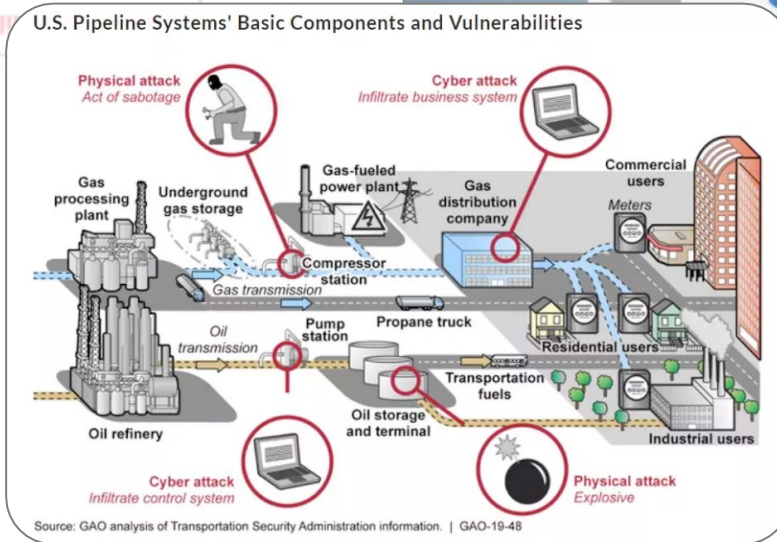 U.S. Pipeline Systems' Basic Components and Vulnerabilities
Physical attack
Act of sabotage
Cyber attack
Infiltrate business system
Gas
processing
plant
Underground
gas storage
Gas-fueled
power plant
Gas
distribution
company
Commercial
users
Meters
Compressor
station
Gas transmission
Propane truck
Residential users
Oil
transmission
Pump
station
Transportation
fuels
Oil refinery
Oil storage
and terminal
Industrial users
Cyber attack
Infiltrate control system
Physical attack
Explosive
Source: GAO analysis of Transportation Security Administration information. | GAO-19-48